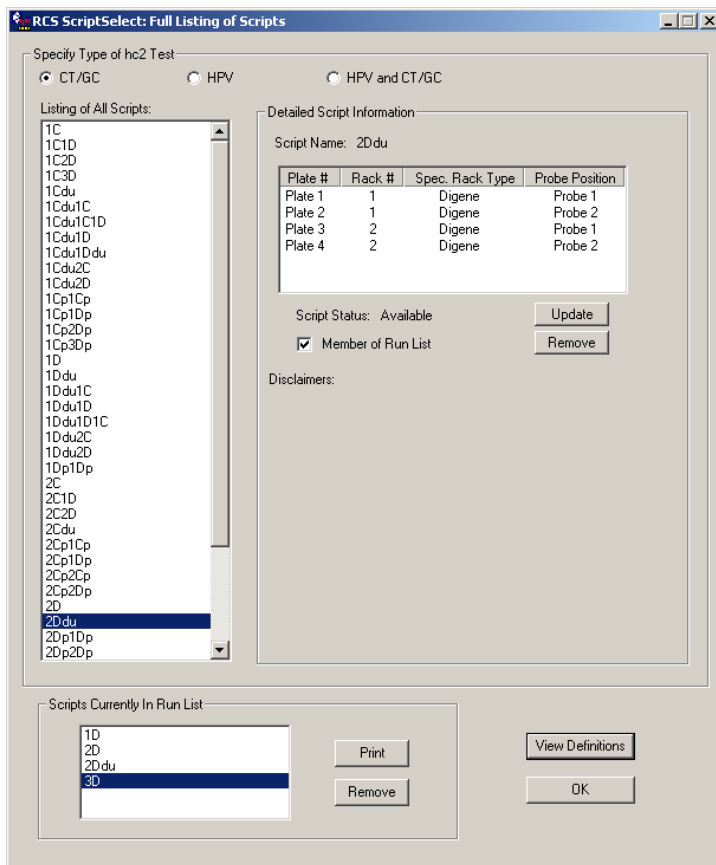 RCS ScriptSelect: Full Listing of Scripts
Specify Type of hc2 Test
CT/GC
HPV
HPV and CT/GC
Listing of All Scripts:
1C
1C1D
1C2D
1C3D
1Cdu
1Cdu1C
1Cdu1C1D
1Cdu1D
1Cdu1Ddu
1Cdu2C
1Cdu2D
1Cp1Cp
1Cp1Dp
1Cp2Dp
1Cp3Dp
1D
1Ddu
1Ddu1C
1Ddu1D
1Ddu1D1C
1Ddu2C
1Ddu2D
1Dp1Dp
2C
2C1D
2C2D
2Cdu
2Cp1Cp
2Cp1Dp
2Cp2Cp
2Cp2Dp
2D
2Ddu
2Dp1Dp
2Dp2Dp
Detailed Script Information
Script Name: 2Ddu
Plate # Rack # Spec. Rack Type Probe Position
Plate 1 1 Digene Probe 1
Plate 2 1 Digene Probe 2
Plate 3 2 Digene Probe 1
Plate 4 2 Digene Probe 2
Script Status: Available
Update
Member of Run List
Remove
Disclaimers:
Scripts Currently In Run List
1D
2D
2Ddu
3D
Print
Remove
View Definitions
OK